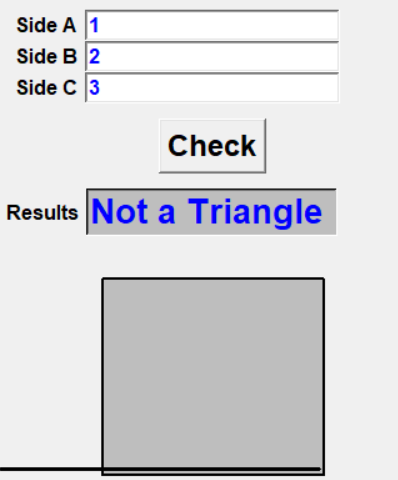 Side A 1
Side B 2
Side C 3
Check
Results Not a Triangle